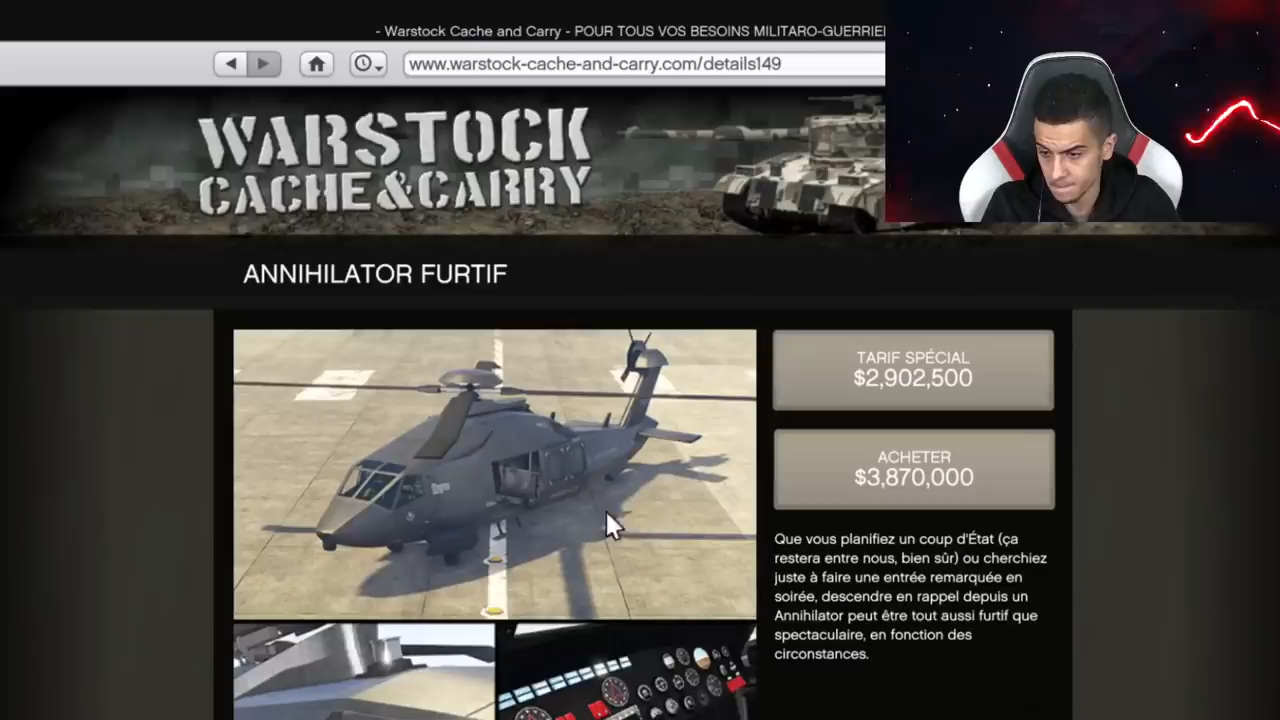 - Warstock Cache and Carry - POUR TOUS VOS BESOINS MILITARO-GUERRIE
www.warstock-cache-and-carry.com/details149
WARSTOCK
CACHE&CARRY
ANNIHILATOR FURTIF
TARIF SPÉCIAL
$2,902,500
ACHETER
$3,870,000
Que vous planifiez un coup d'État (ça
restera entre nous, bien sûr) ou cherchiez
juste à faire une entrée remarquée en
soirée, descendre en rappel depuis un
Annihilator peut être tout aussi furtif que
spectaculaire, en fonction des
circonstances.